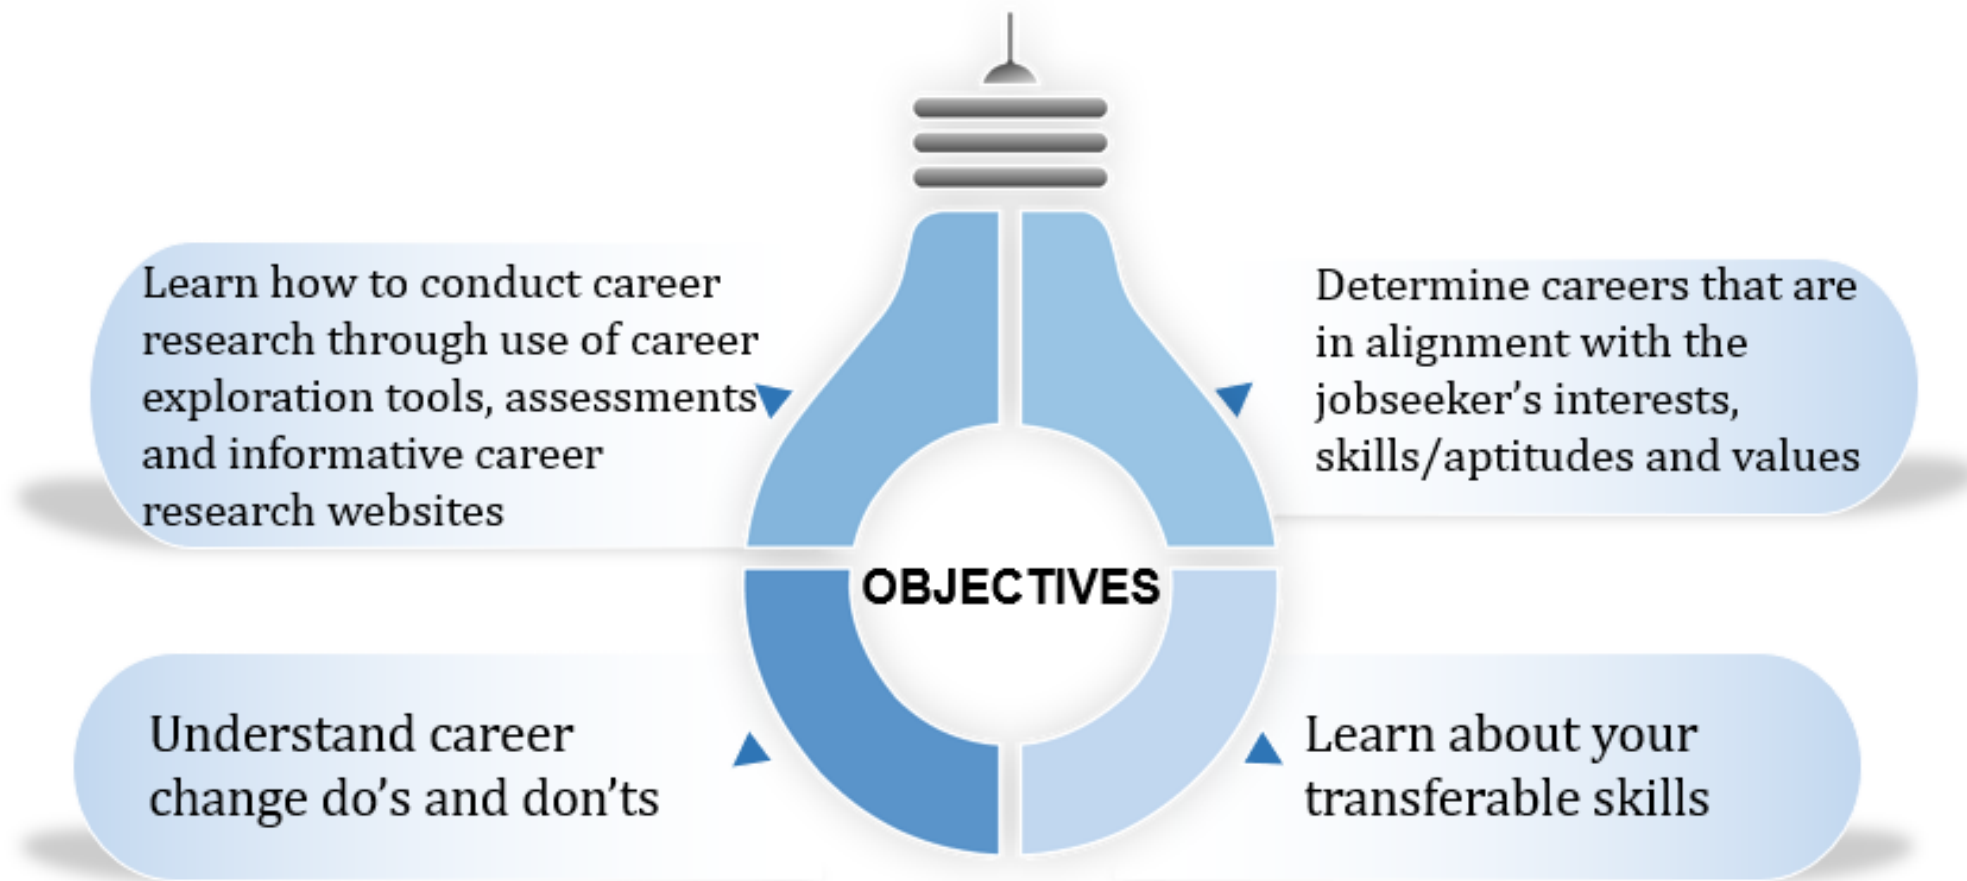 Learn how to conduct career
research through use of career
exploration tools, assessments
and informative career
research websites
Determine careers that are
in alignment with the
jobseeker’s interests,
skills/aptitudes and values
OBJECTIVES
Understand career
change do’s and don’ts
Learn about your
transferable skills